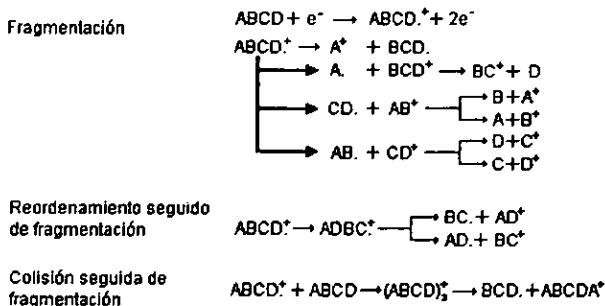 Fragmentación
ABCD + e⁻ → ABCD.⁺ + 2e⁻
ABCD.⁺ → A⁺ + BCD.
A. + BCD⁺ → BC⁺ + D
CD. + AB⁺ → B + A⁺
→ A + B⁺
AB. + CD⁺ → D + C⁺
→ C + D⁺
Reordenamiento seguido
de fragmentación
ABCD.⁺ → ADBC.⁺ → BC. + AD⁺
→ AD. + BC⁺
Colisión seguida de
fragmentación
ABCD.⁺ + ABCD → (ABCD)₂⁺ → BCD. + ABCDA⁺